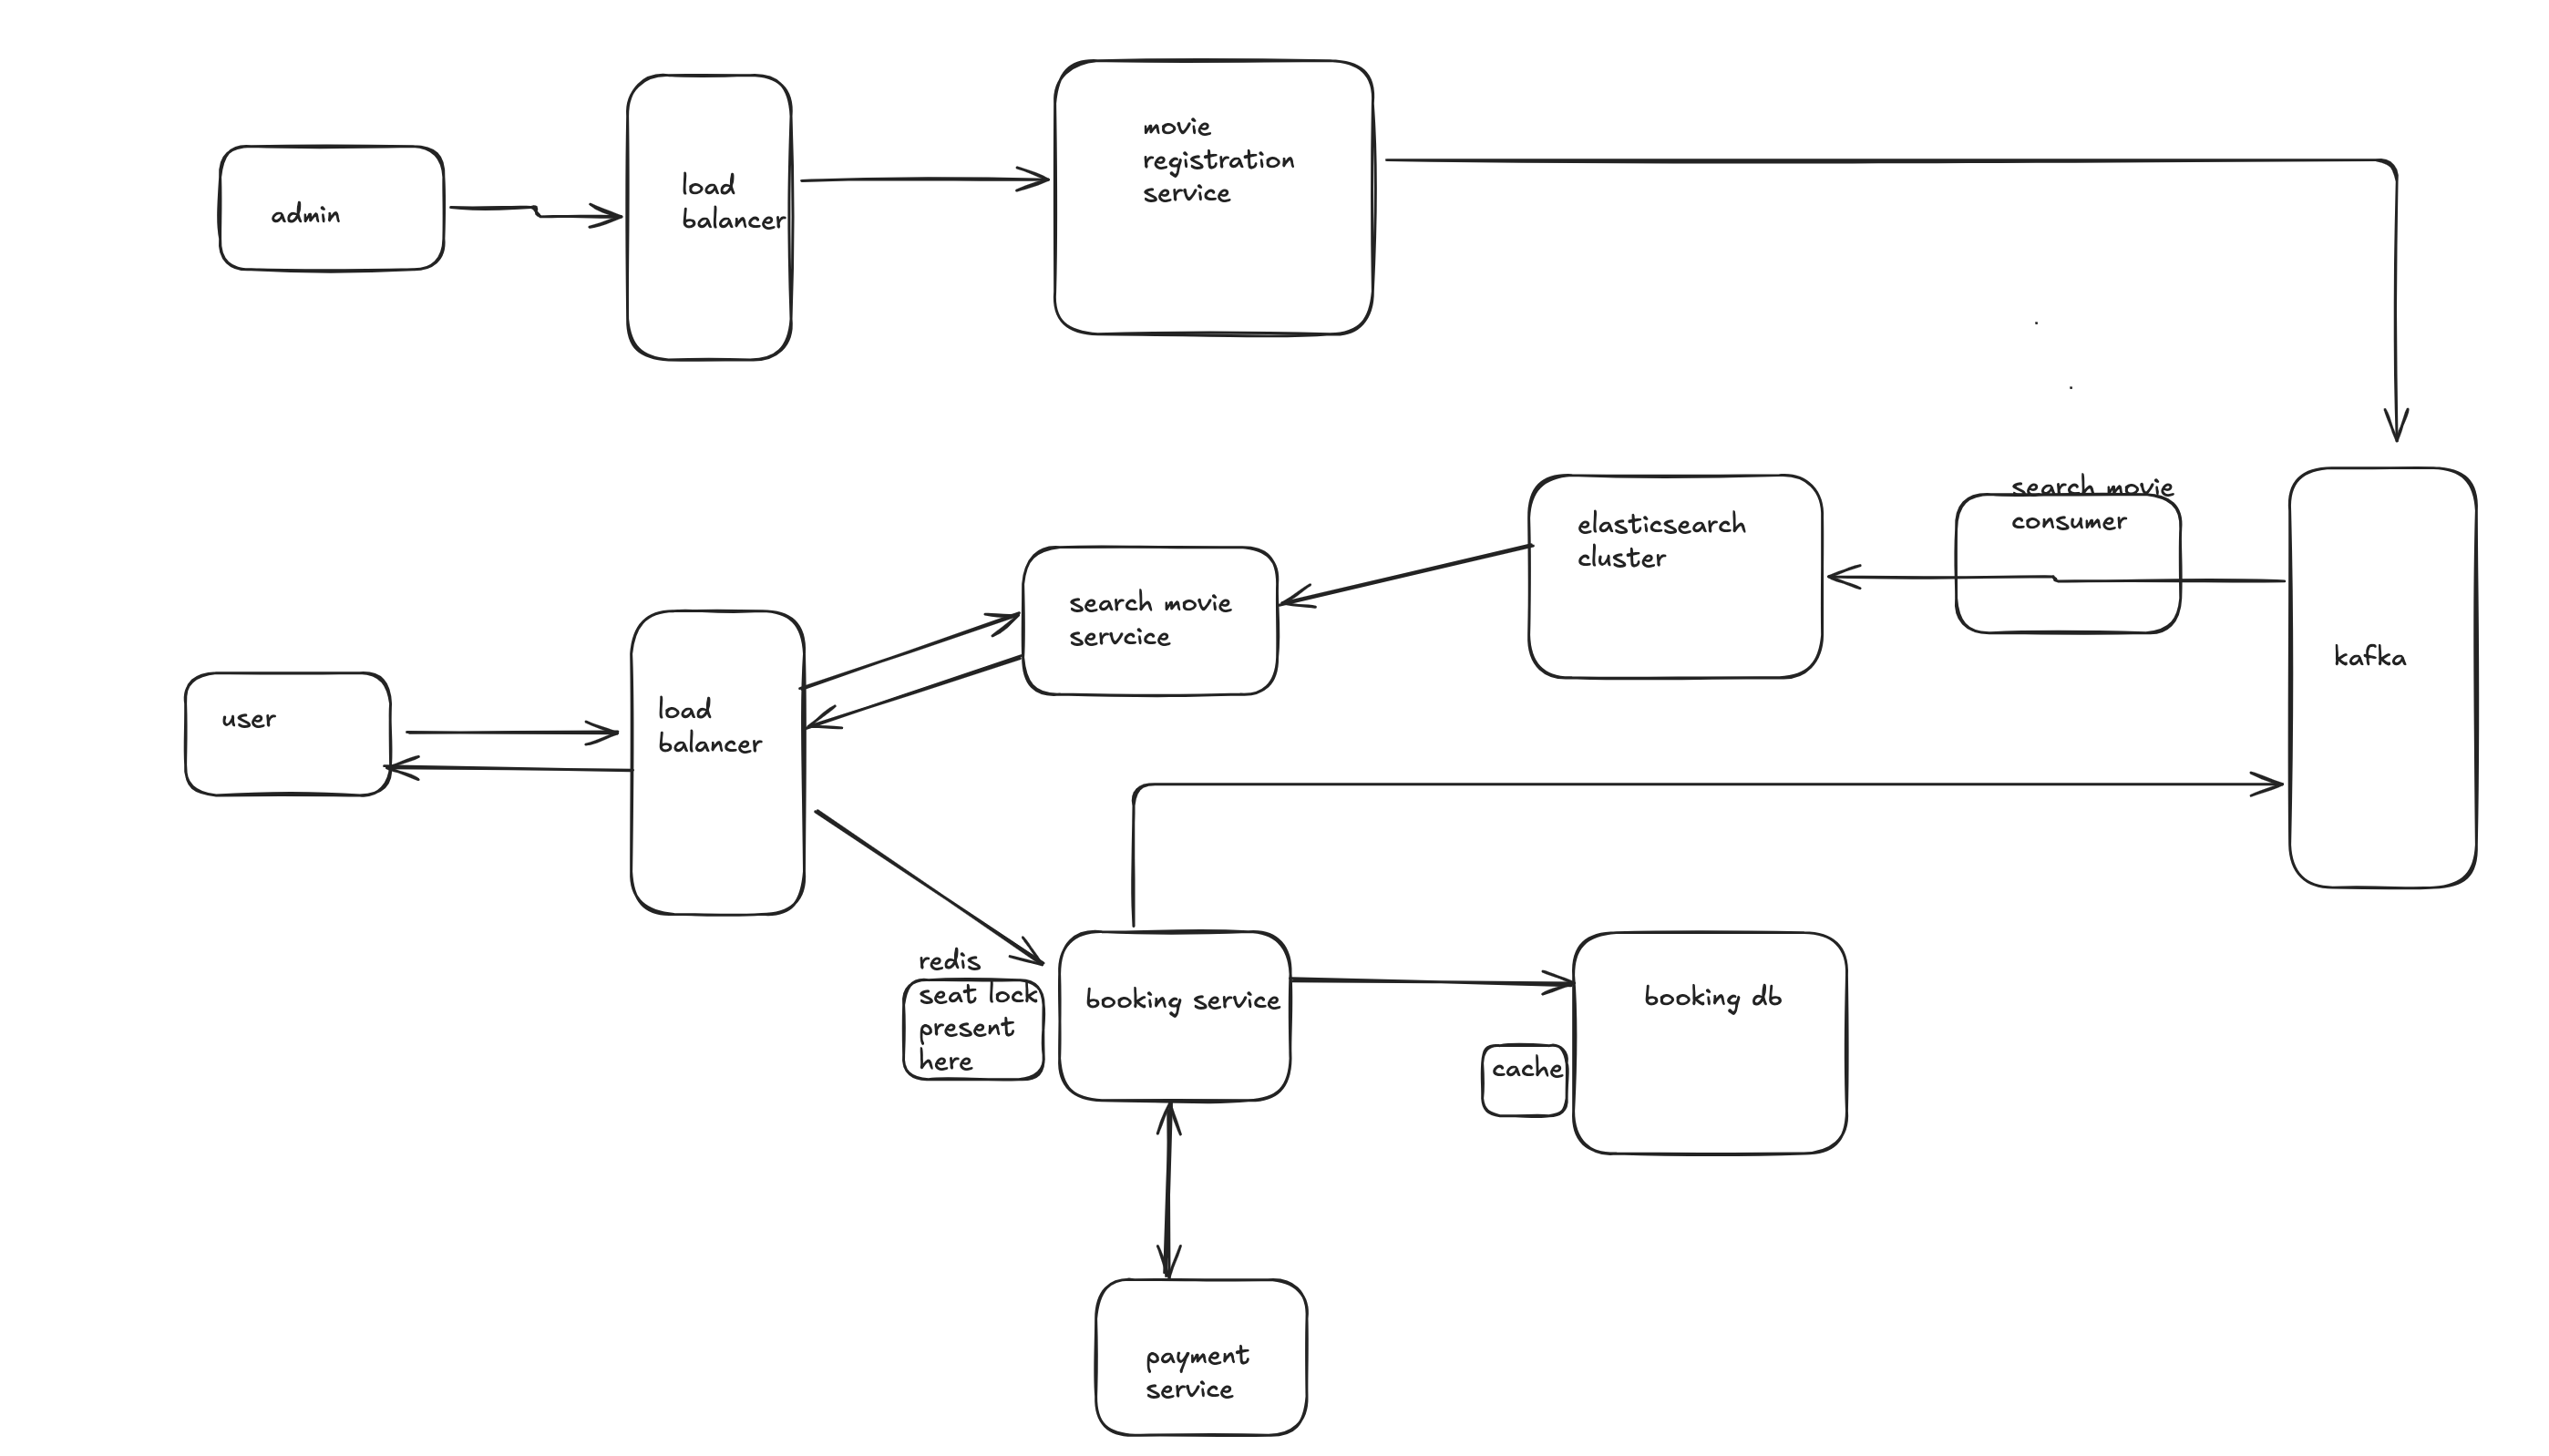 movie
registration
service
load
balancer
admin
search movie
consumer
elasticsearch
cluster
search movie
servcice
kafka
user
load
balancer
redis
seat lock
present
here
booking service
booking db
cache
payment
service